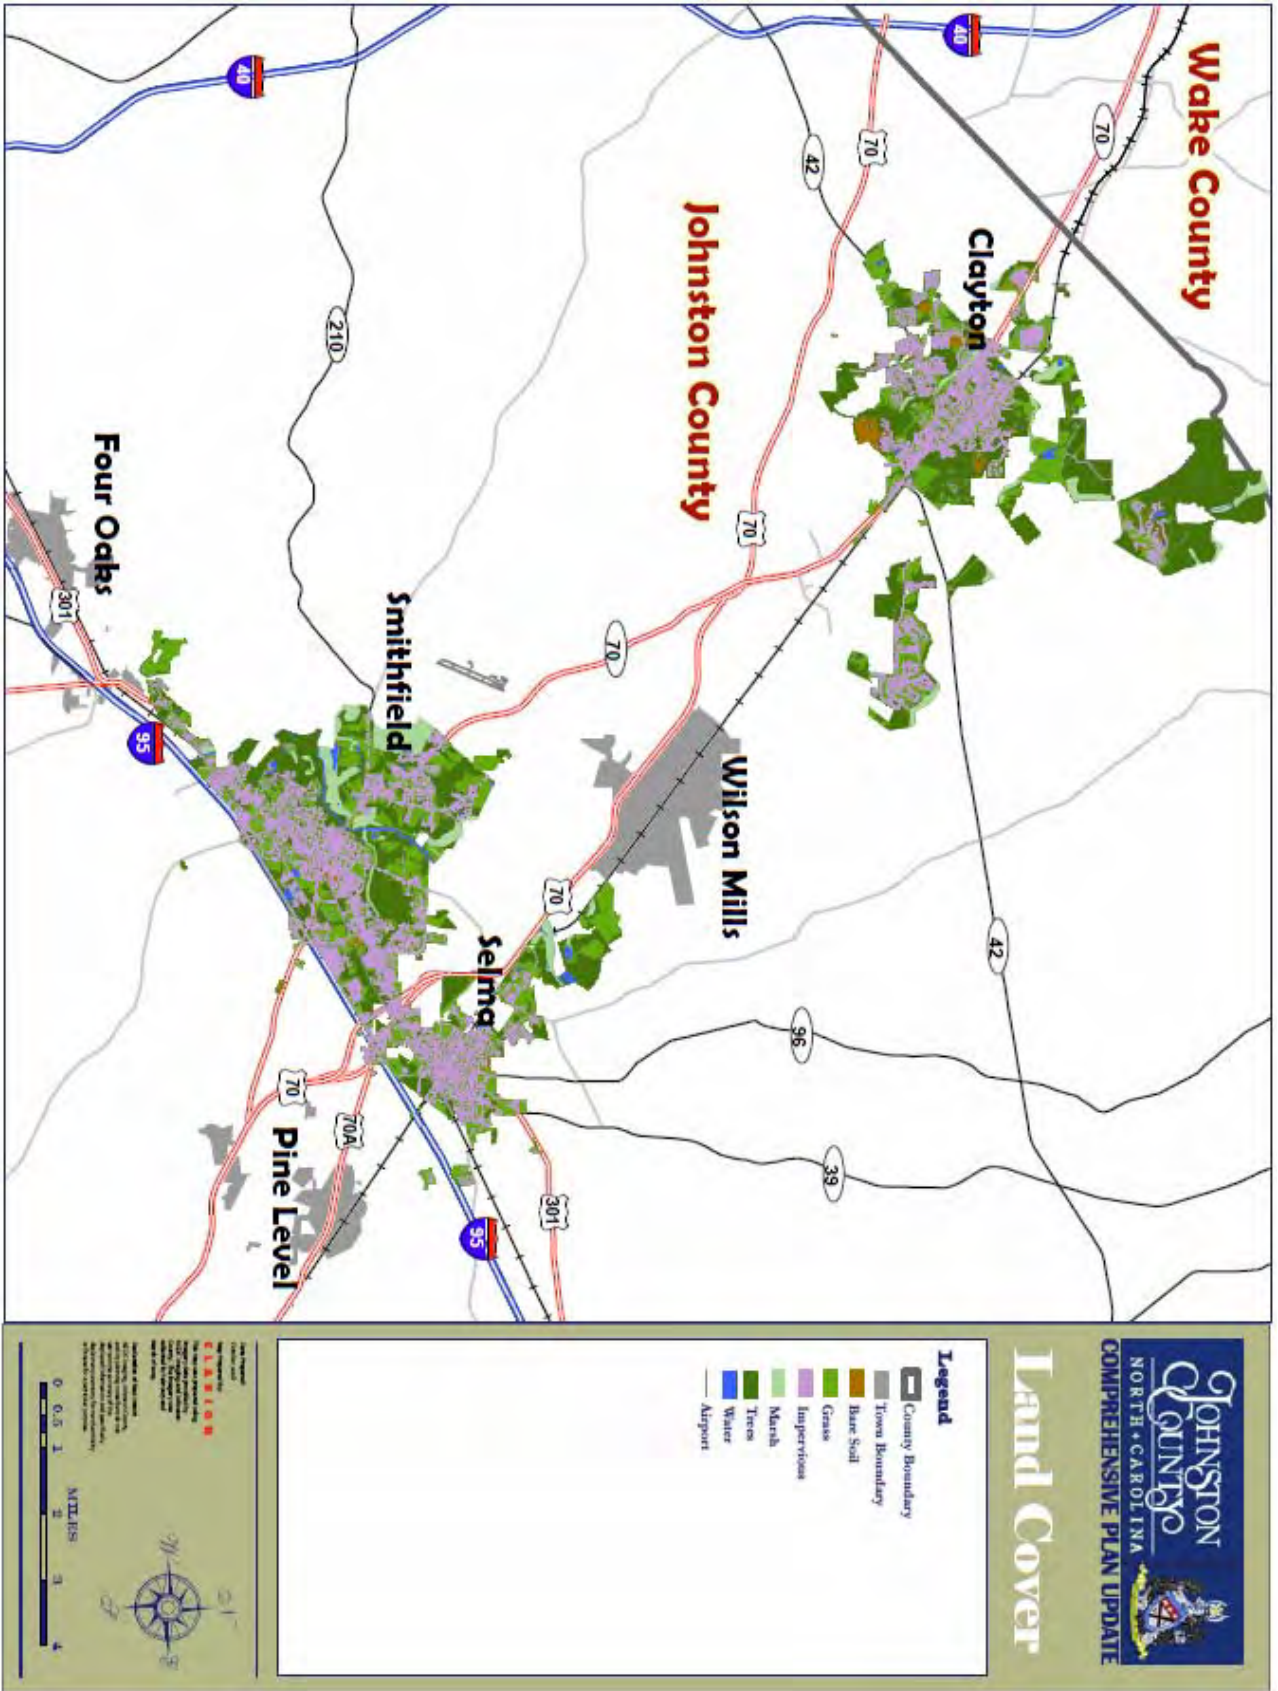 Wake County
Johnston County
Clayton
Wilson Mills
Smithfield
Selma
Four Oaks
Pine Level
40
40
70
70
42
210
70
70
42
70
96
39
301
95
70
70A
301
95
JOHNSTON
COUNTY
NORTH CAROLINA
COMPREHENSIVE PLAN UPDATE
Land Cover
Legend
County Boundary
Town Boundary
Bare Soil
Grass
Impervious
Marsh
Trees
Water
Airport
CLARION
MILES
0 0.5 1 2 3 4